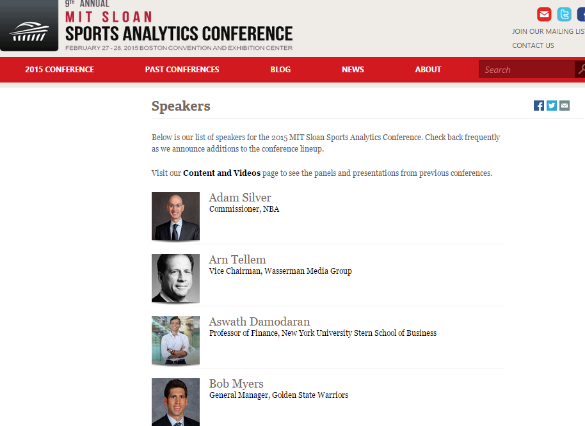 9TH ANNUAL
MIT SLOAN
SPORTS ANALYTICS CONFERENCE
FEBRUARY 27 - 28, 2015 BOSTON CONVENTION AND EXHIBITION CENTER
JOIN OUR MAILING LIS
CONTACT US
2015 CONFERENCE PAST CONFERENCES BLOG NEWS ABOUT Search
Speakers
Below is our list of speakers for the 2015 MIT Sloan Sports Analytics Conference. Check back frequently
as we announce additions to the conference lineup.
Visit our Content and Videos page to see the panels and presentations from previous conferences.
Adam Silver
Commissioner, NBA
Arn Tellem
Vice Chairman, Wasserman Media Group
Aswath Damodaran
Professor of Finance, New York University Stern School of Business
Bob Myers
General Manager, Golden State Warriors